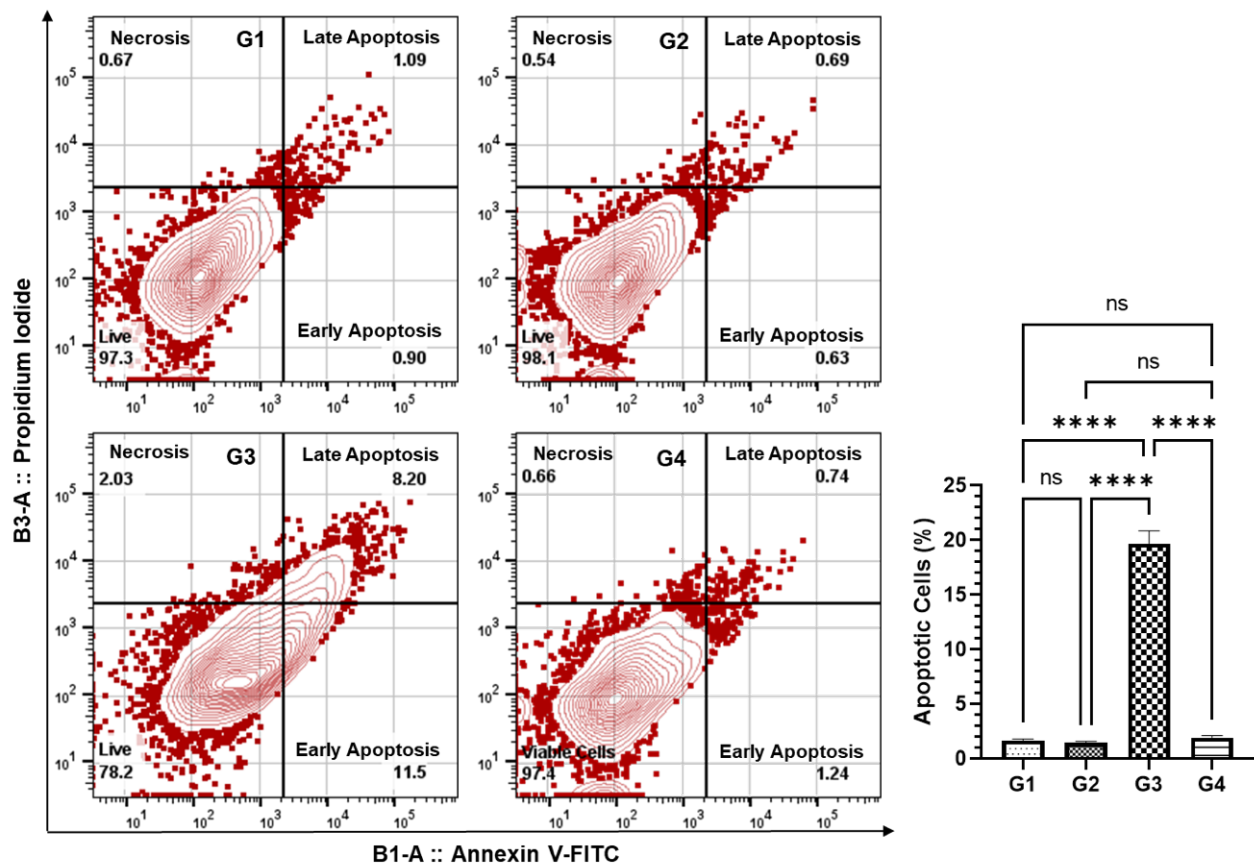 B3-A :: Propidium Iodide
Necrosis G1 Late Apoptosis
0.67 1.09
10^5
10^4
10^3
10^2
10^1
Live Early Apoptosis
97.3 0.90
10^1 10^2 10^3 10^4 10^5
Necrosis G2 Late Apoptosis
0.54 0.69
10^5
10^4
10^3
10^2
10^1
Live Early Apoptosis
98.1 0.63
10^1 10^2 10^3 10^4 10^5
Necrosis G3 Late Apoptosis
2.03 8.20
10^5
10^4
10^3
10^2
10^1
Live Early Apoptosis
78.2 11.5
10^1 10^2 10^3 10^4 10^5
Necrosis G4 Late Apoptosis
0.66 0.74
10^5
10^4
10^3
10^2
10^1
Viable Cells Early Apoptosis
97.4 1.24
10^1 10^2 10^3 10^4 10^5
B1-A :: Annexin V-FITC
ns
ns
**** ****
ns ****
Apoptotic Cells (%)
25
20
15
10
5
0
G1 G2 G3 G4